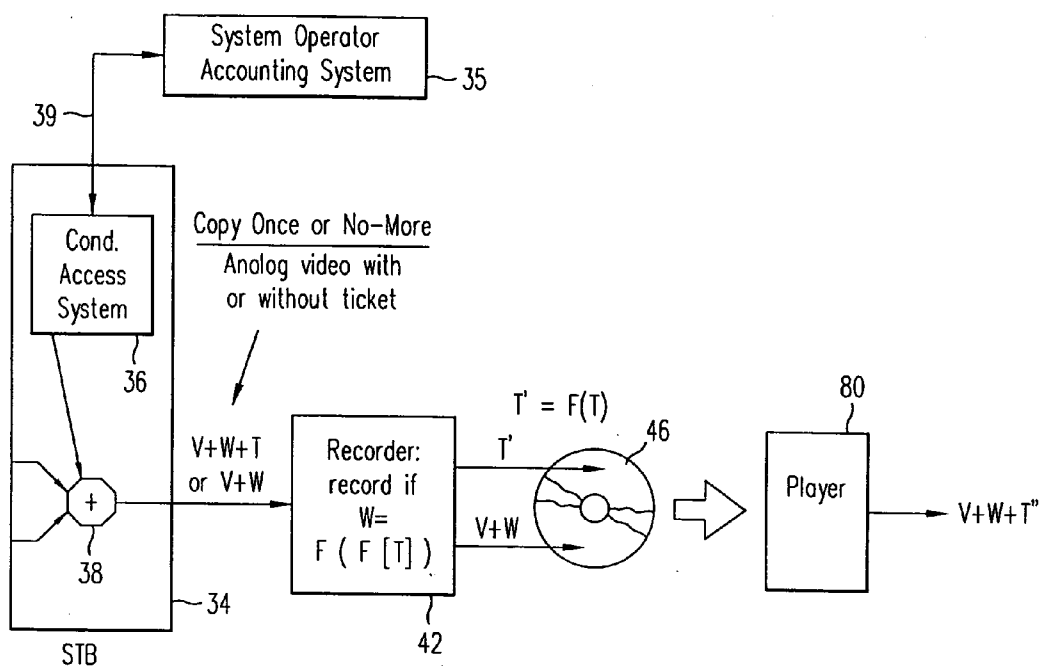 System Operator
Accounting System
35
39
Cond.
Access
System
36
Copy Once or No-More
Analog video with
or without ticket
V+W+T
or V+W
+
38
34
STB
Recorder:
record if
W=
F ( F [T] )
42
T' = F(T)
T'
V+W
46
80
Player
V+W+T"